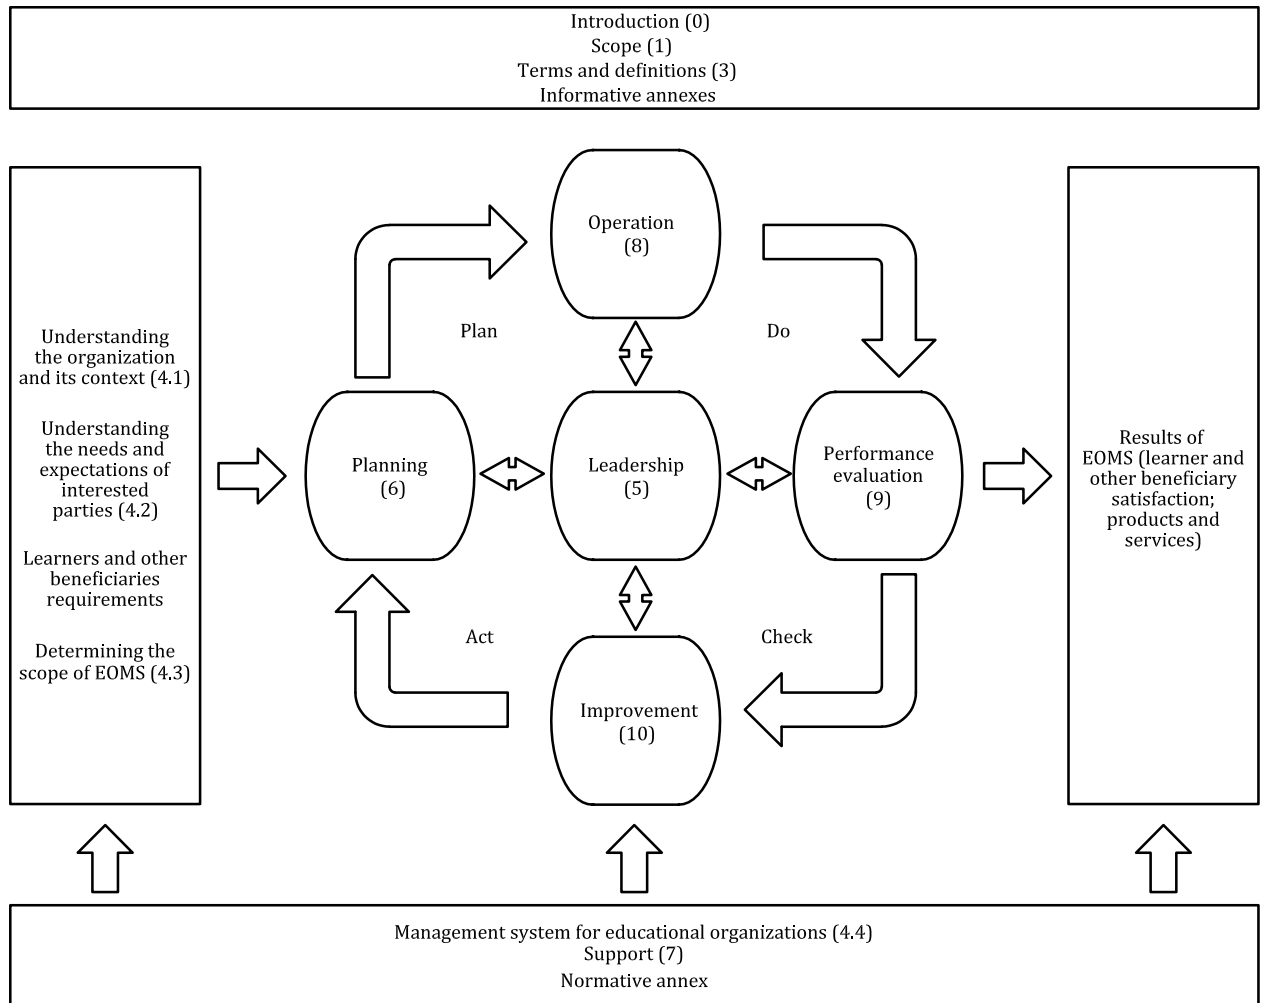 Introduction (0)
Scope (1)
Terms and definitions (3)
Informative annexes
Understanding
the organization
and its context (4.1)
Understanding
the needs and
expectations of
interested
parties (4.2)
Learners and other
beneficiaries
requirements
Determining the
scope of EOMS (4.3)
Operation
(8)
Plan
Do
Planning
(6)
Leadership
(5)
Performance
evaluation
(9)
Act
Check
Improvement
(10)
Results of
EOMS (learner and
other beneficiary
satisfaction;
products and
services)
Management system for educational organizations (4.4)
Support (7)
Normative annex